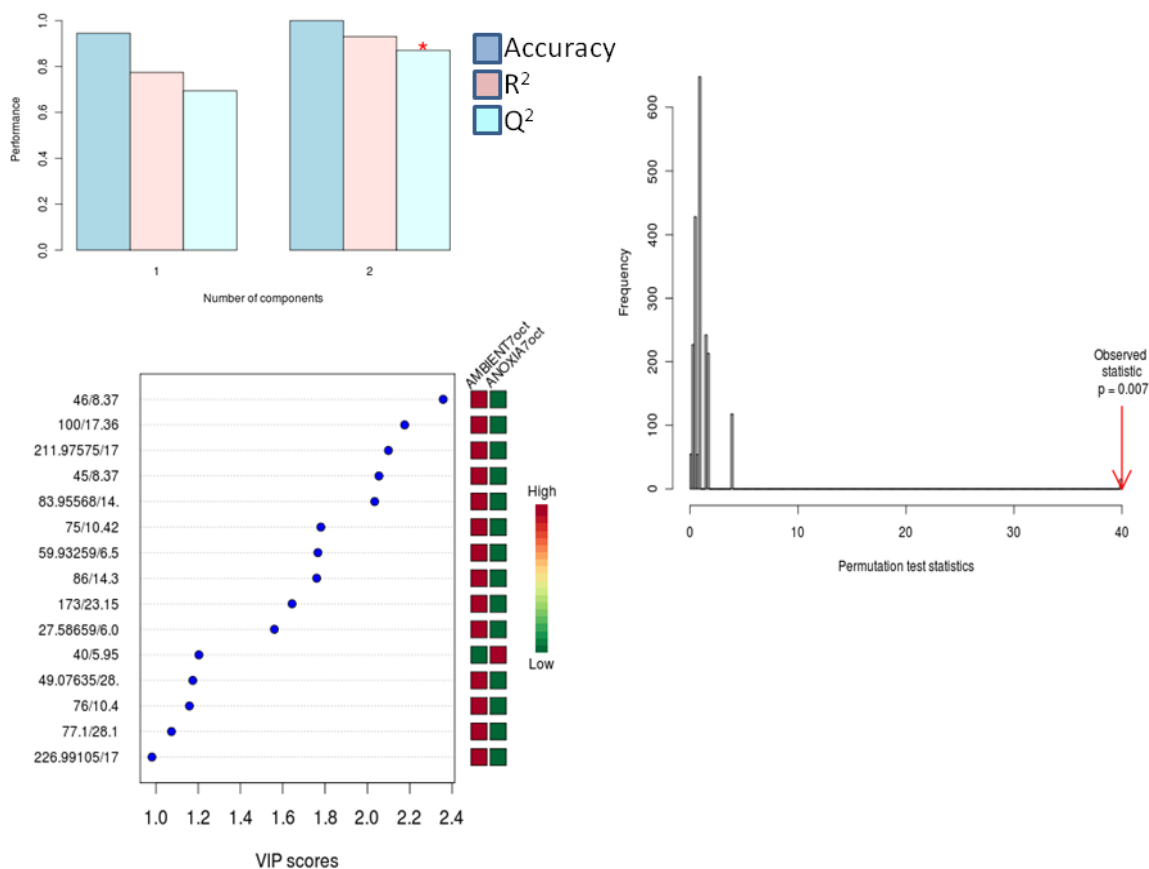 1.0
0.8
0.6
0.4
0.2
0.0
Performance
1
2
Number of components
*
Accuracy
R²
Q²
600
500
400
300
200
100
0
Frequency
Observed
statistic
p = 0.007
0
10
20
30
40
Permutation test statistics
AMBIENT7oct
ANOXIA7oct
46/8.37
100/17.36
211.97575/17
45/8.37
83.95568/14.
75/10.42
59.93259/6.5
86/14.3
173/23.15
27.58659/6.0
40/5.95
49.07635/28.
76/10.4
77.1/28.1
226.99105/17
High
Low
1.0
1.2
1.4
1.6
1.8
2.0
2.2
2.4
VIP scores